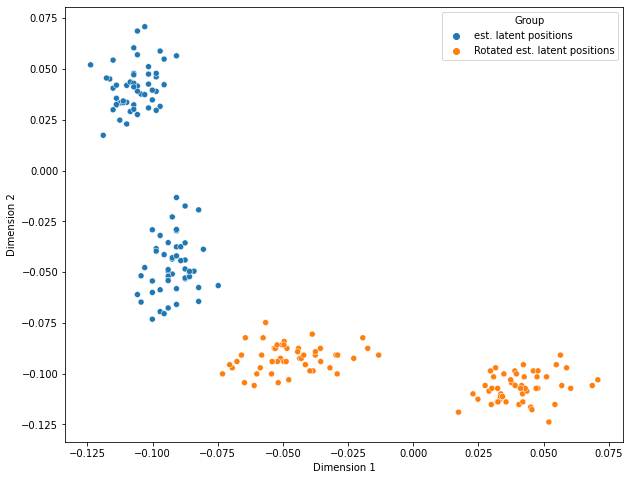 Group
est. latent positions
Rotated est. latent positions
0.075
0.050
0.025
0.000
−0.025
−0.050
−0.075
−0.100
−0.125
Dimension 2
−0.125 −0.100 −0.075 −0.050 −0.025 0.000 0.025 0.050 0.075
Dimension 1